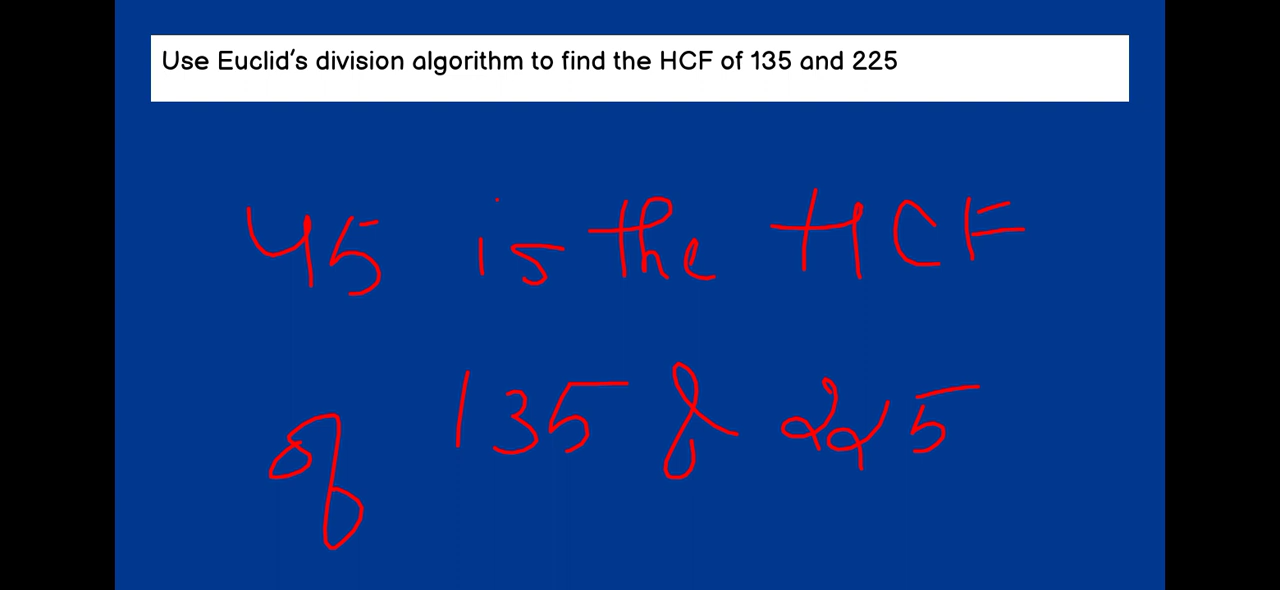 Use Euclid's division algorithm to find the HCF of 135 and 225
45 is the HCF
of 135 & 225